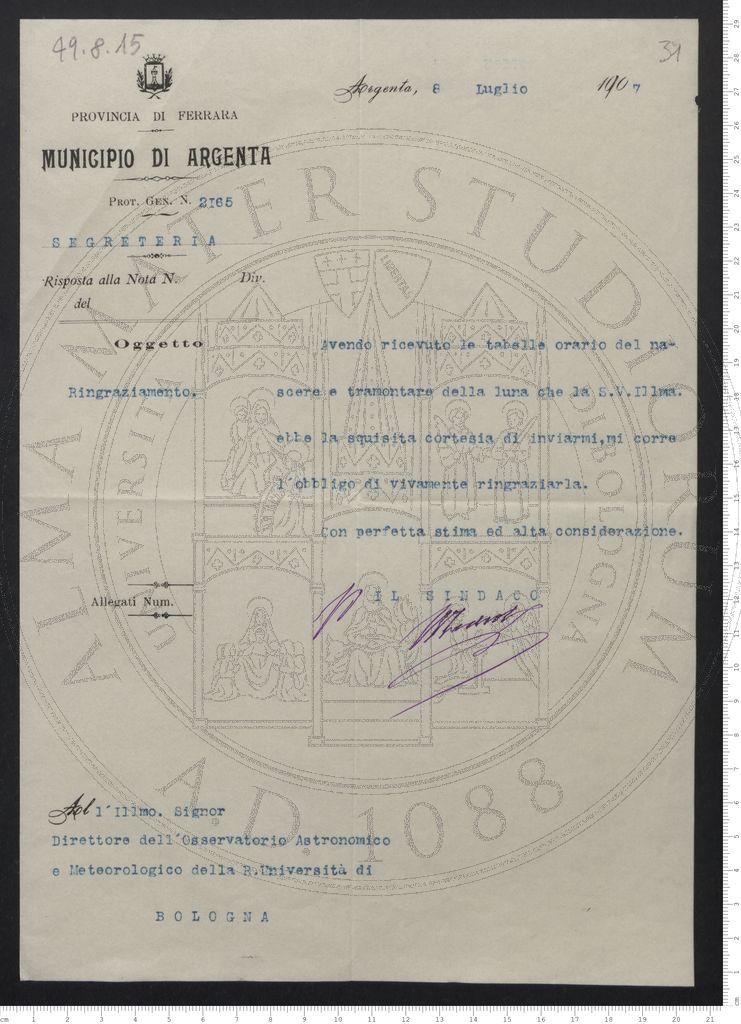 49.8.15
31
Argenta, 8 Luglio 1907
PROVINCIA DI FERRARA
MUNICIPIO DI ARGENTA
PROT. GEN. N. 2165
SEGRETERIA
Risposta alla Nota N. Div.
del
Oggetto
Ringraziamento.
Avendo ricevuto le tabelle orario del na-
scere e tramontare della luna che la S.V.Illma.
ebbe la squisita cortesia di inviarmi,mi corre
l'obbligo di vivamente ringraziarla.
Con perfetta stima ed alta considerazione.
IL SINDACO
Allegati Num.
All'Illmo. Signor
Direttore dell'Osservatorio Astronomico
e Meteorologico della R.Università di
BOLOGNA
ALMA MATER STUDIORUM
UNIVERSITÀ DI BOLOGNA
LIBERTAS
A.D. 1088